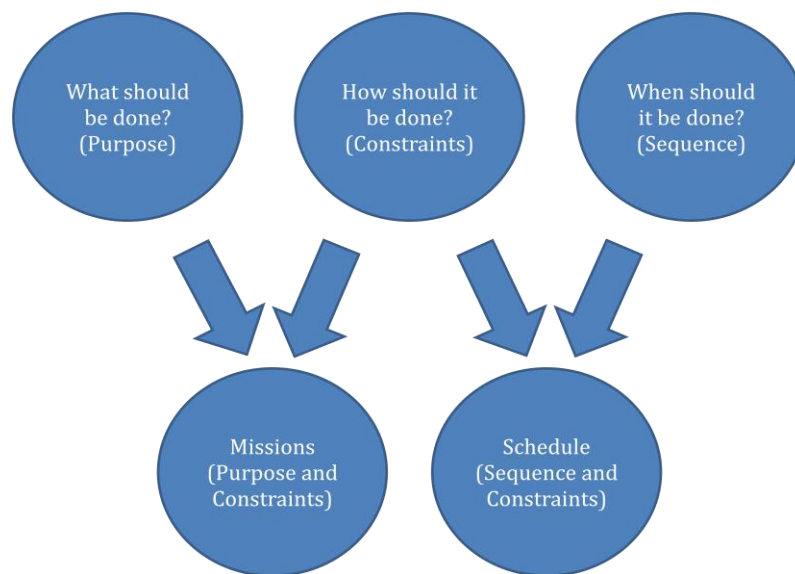 What should
be done?
(Purpose)
How should it
be done?
(Constraints)
When should
it be done?
(Sequence)
Missions
(Purpose and
Constraints)
Schedule
(Sequence and
Constraints)